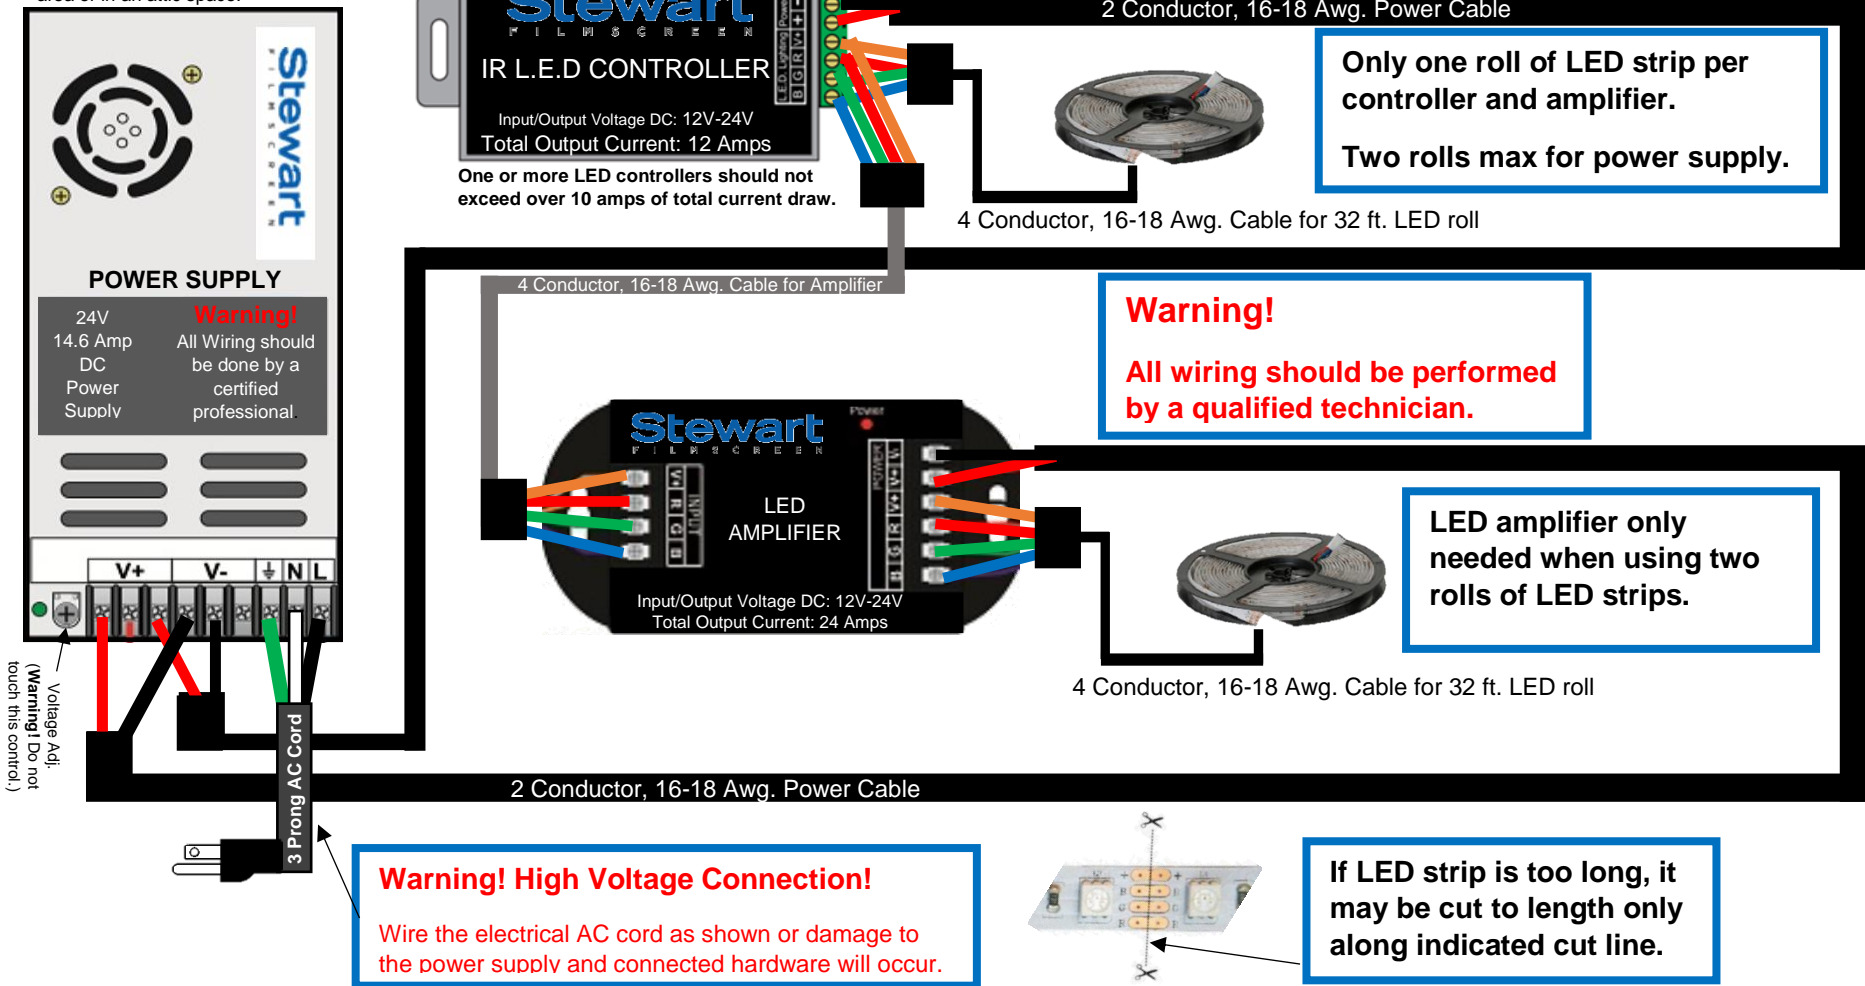 Stewart
FILMSCREEN
POWER SUPPLY
24V
14.6 Amp
DC
Power
Supply
Warning!
All Wiring should
be done by a
certified
professional.
V+ V- N L
Voltage Adj.
(Warning! Do not
touch this control.)
3 Prong AC Cord
Stewart
FILMSCREEN
IR L.E.D CONTROLLER
Input/Output Voltage DC: 12V-24V
Total Output Current: 12 Amps
L.E.D. Lighting Power
B G R V+ + -
One or more LED controllers should not
exceed over 10 amps of total current draw.
2 Conductor, 16-18 Awg. Power Cable
Only one roll of LED strip per
controller and amplifier.
Two rolls max for power supply.
4 Conductor, 16-18 Awg. Cable for 32 ft. LED roll
4 Conductor, 16-18 Awg. Cable for Amplifier
Warning!
All wiring should be performed
by a qualified technician.
Stewart
FILMSCREEN
Power
LED
AMPLIFIER
V+ R G B
INPUT
POWER
V+ V+ R G B
Input/Output Voltage DC: 12V-24V
Total Output Current: 24 Amps
LED amplifier only
needed when using two
rolls of LED strips.
4 Conductor, 16-18 Awg. Cable for 32 ft. LED roll
2 Conductor, 16-18 Awg. Power Cable
Warning! High Voltage Connection!
Wire the electrical AC cord as shown or damage to
the power supply and connected hardware will occur.
If LED strip is too long, it
may be cut to length only
along indicated cut line.